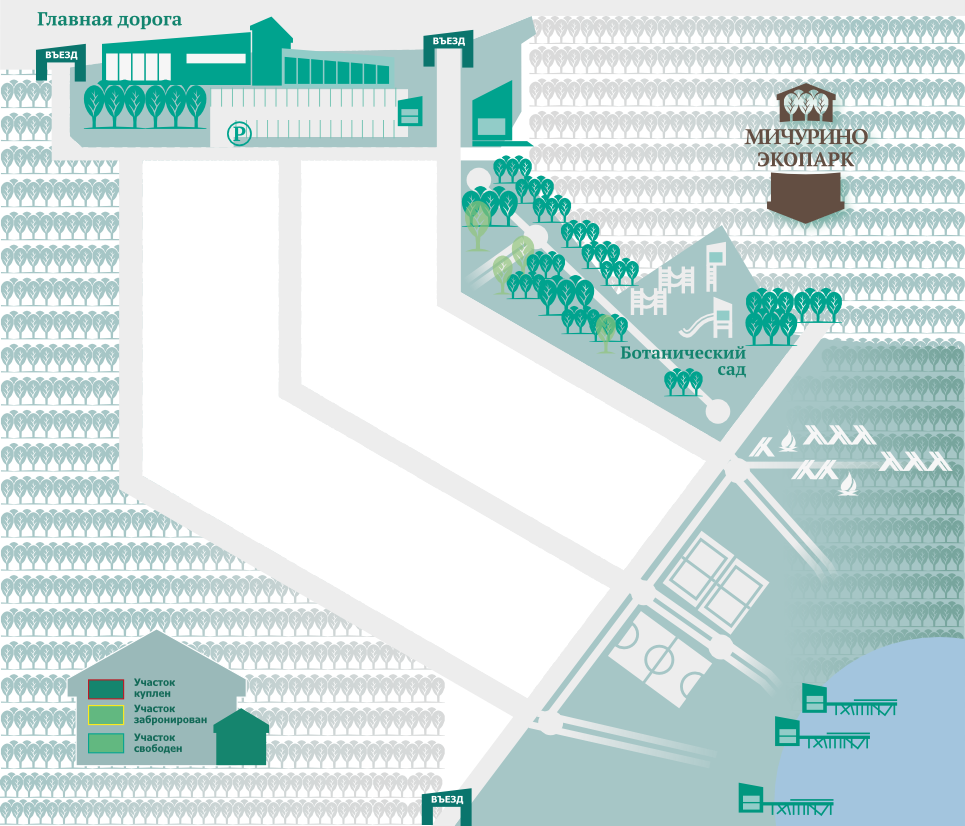 Главная дорога
ВЪЕЗД
ВЪЕЗД
Р
МИЧУРИНО
ЭКОПАРК
Ботанический
сад
Участок
куплен
Участок
забронирован
Участок
свободен
ВЪЕЗД